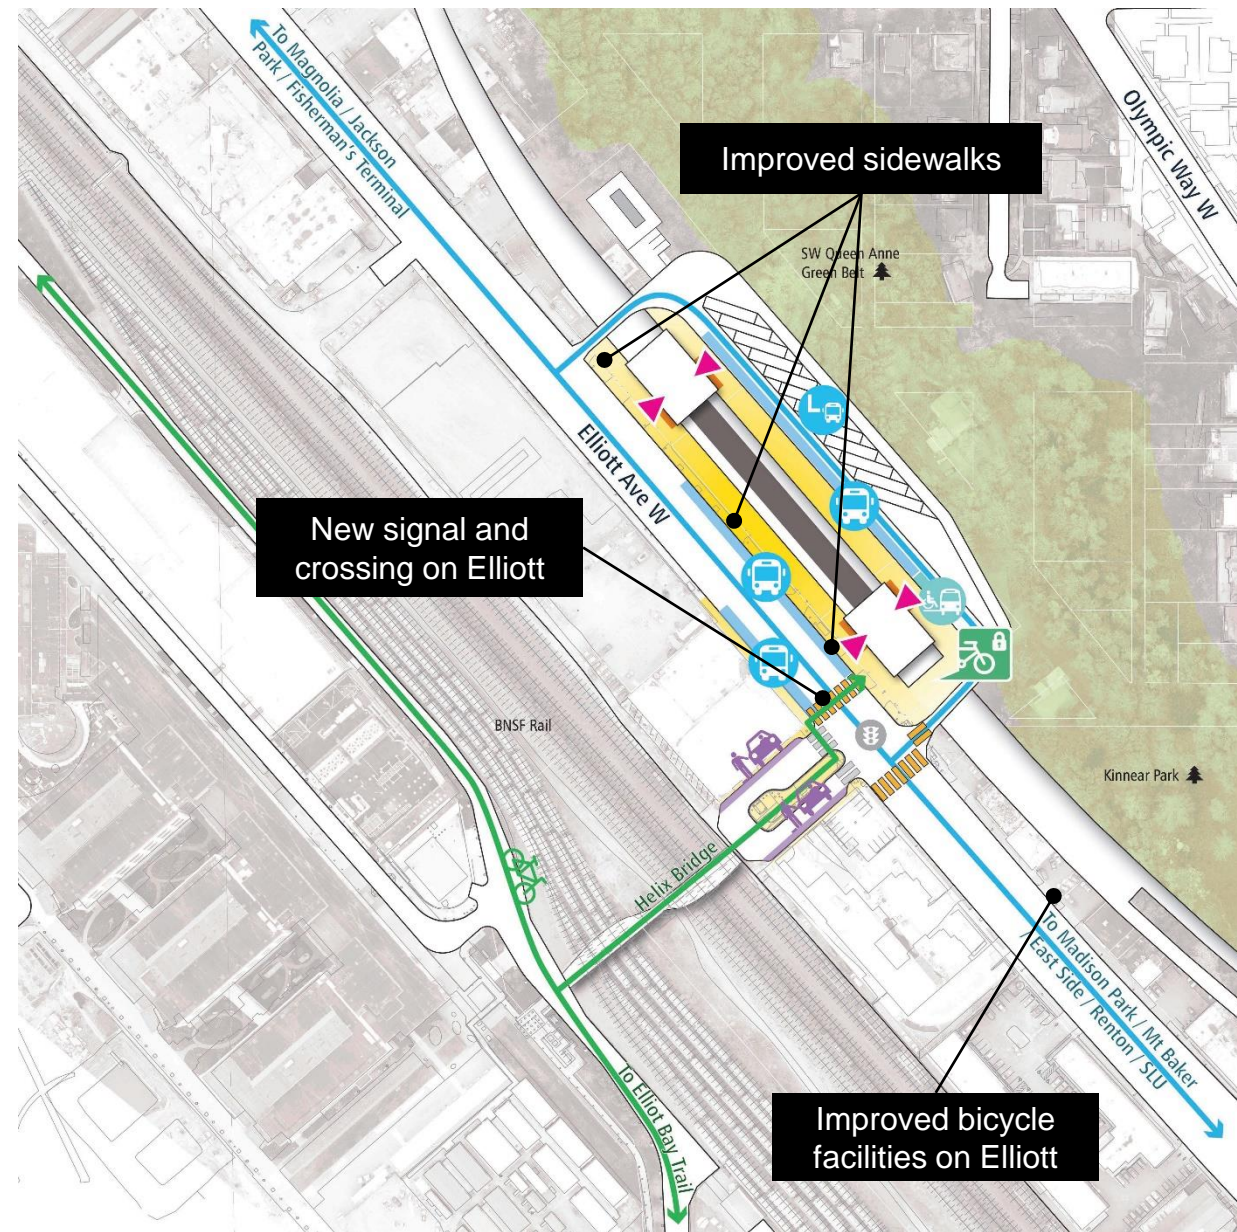 To Magnolia / Jackson
Park / Fisherman's Terminal
Olympic Way W
Improved sidewalks
SW Queen Anne
Green Belt
L
Elliott Ave W
New signal and
crossing on Elliott
BNSF Rail
Kinnear Park
Helix Bridge
To Madison Park / Mt Baker
/ East Side / Renton / SLU
To Elliot Bay Trail
Improved bicycle
facilities on Elliott